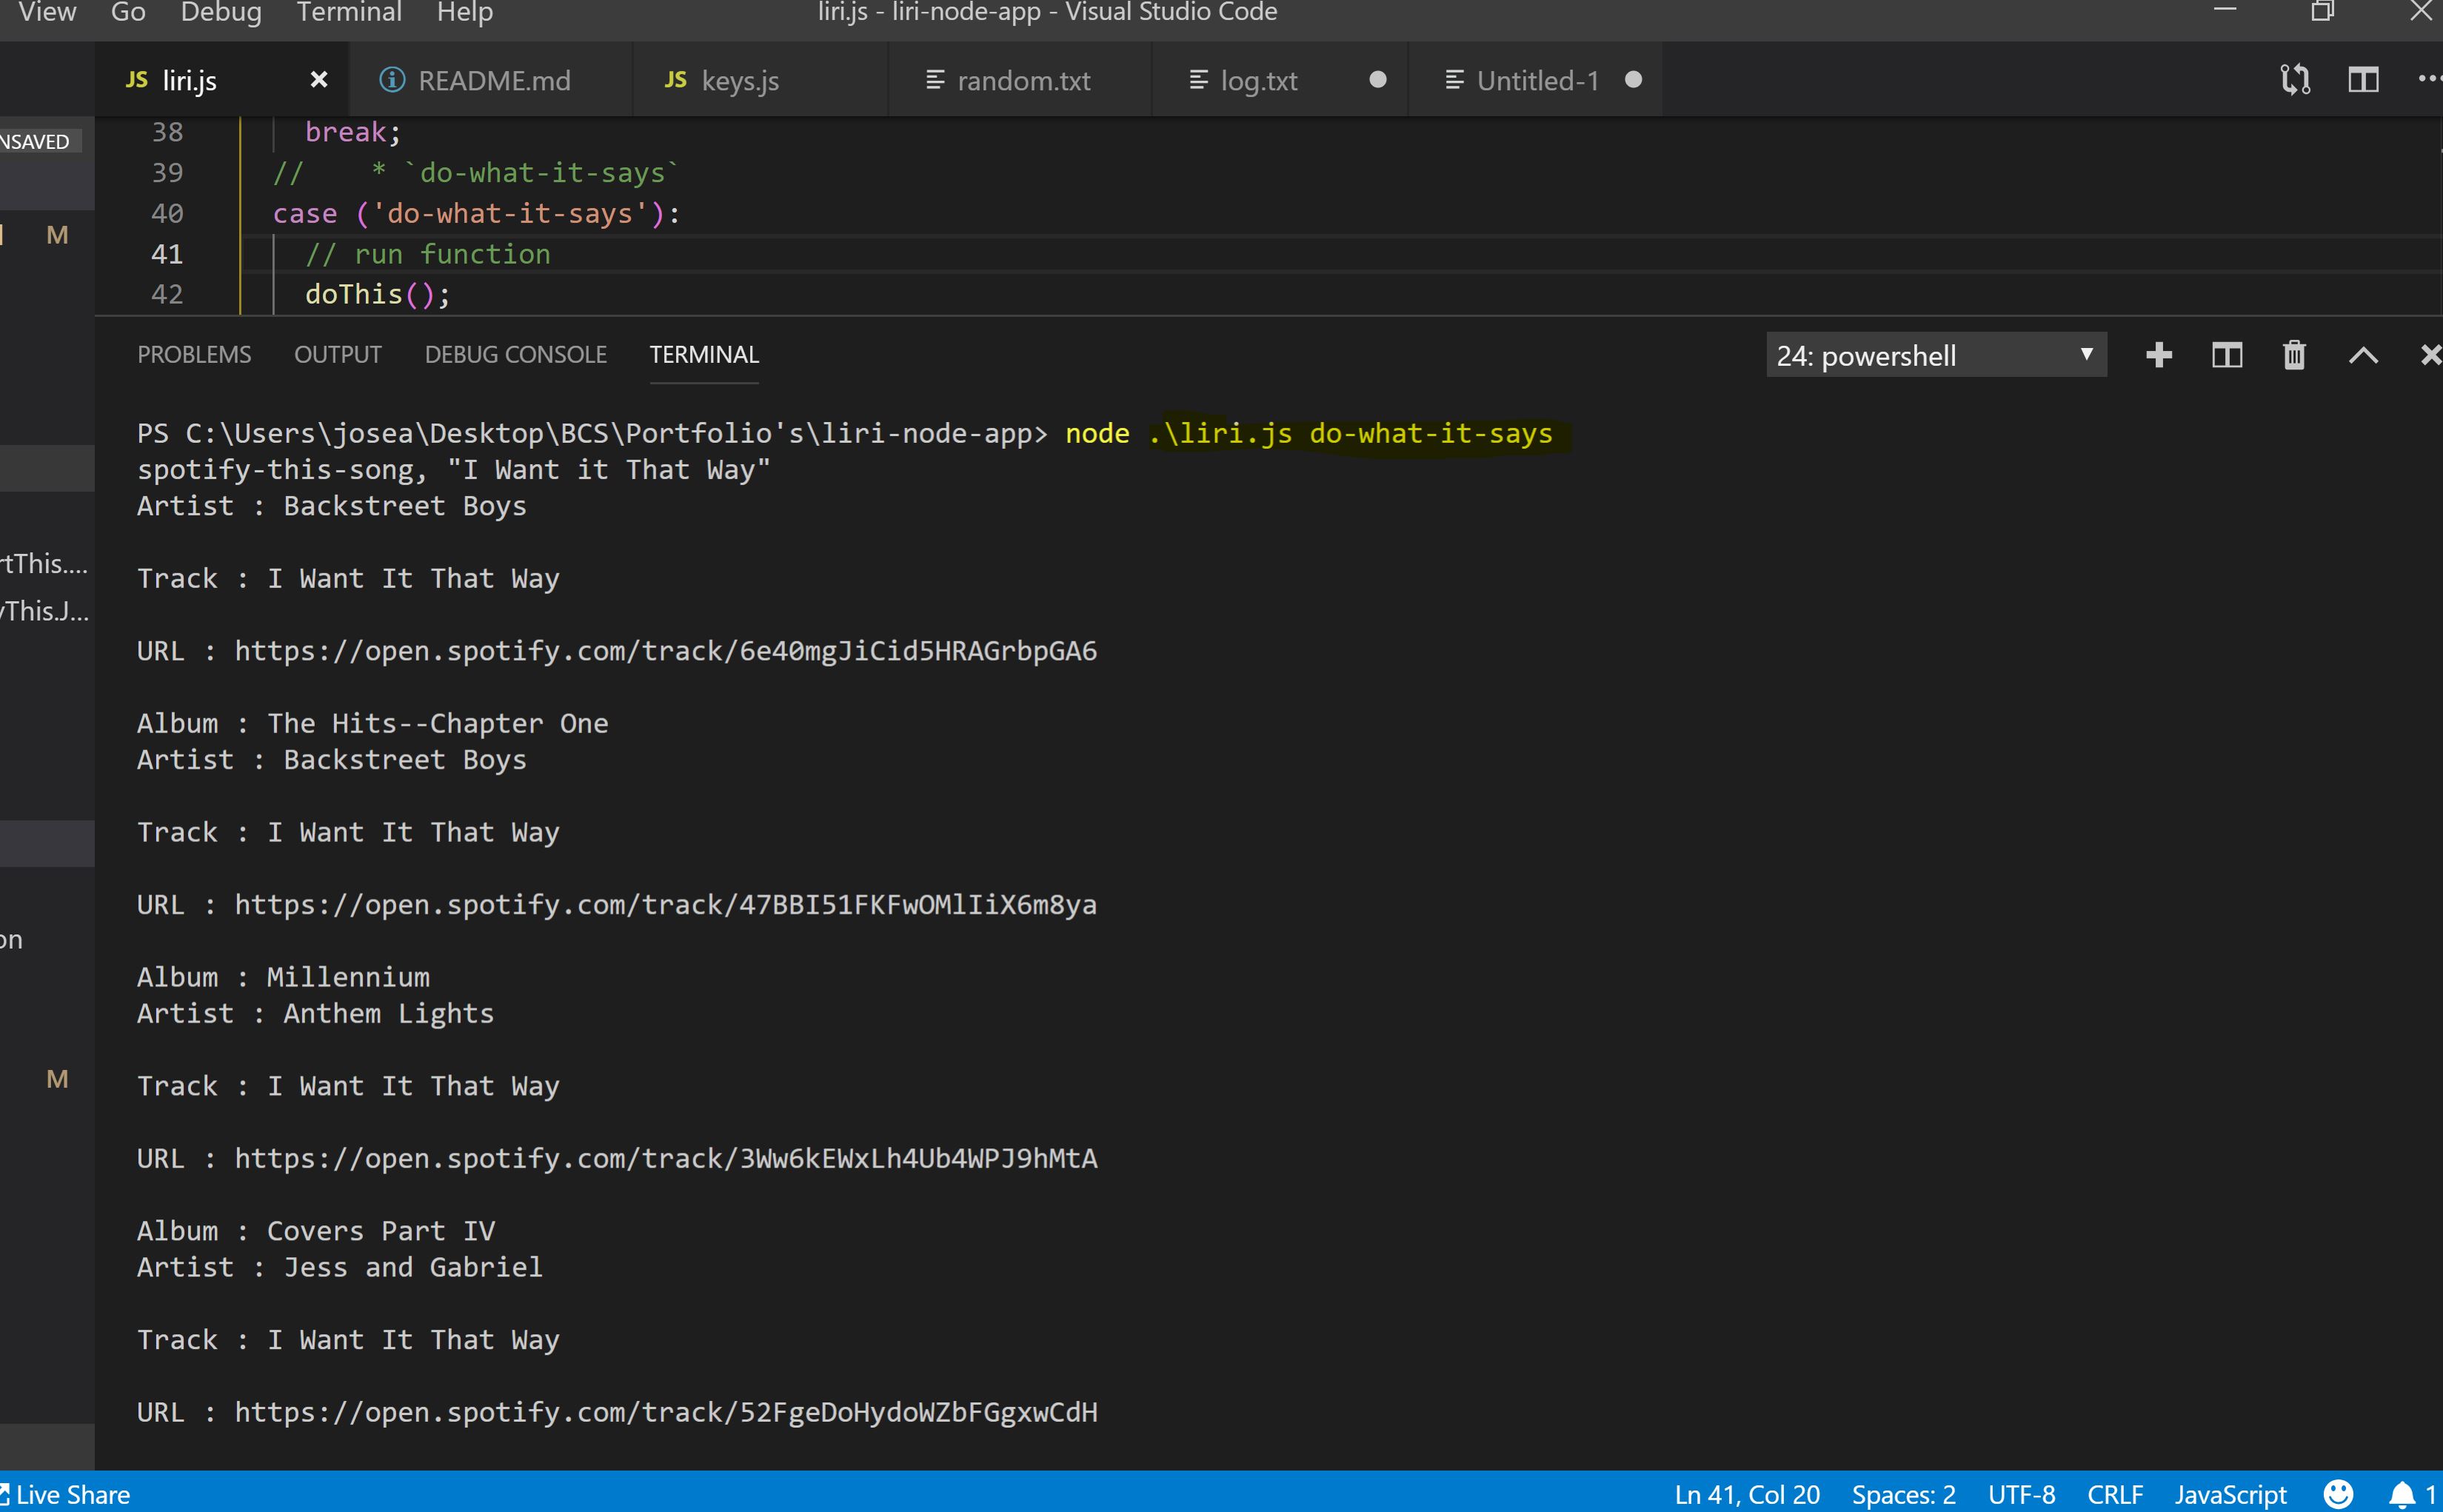 View Go Debug Terminal Help liri.js - liri-node-app - Visual Studio Code
JS liri.js README.md JS keys.js random.txt log.txt Untitled-1
NSAVED
M
rtThis....
yThis.J...
on
M
38 break;
39 // * `do-what-it-says`
40 case ('do-what-it-says'):
41 // run function
42 doThis();
PROBLEMS OUTPUT DEBUG CONSOLE TERMINAL 24: powershell
PS C:\Users\josea\Desktop\BCS\Portfolio's\liri-node-app> node .\liri.js do-what-it-says
spotify-this-song, "I Want it That Way"
Artist : Backstreet Boys
Track : I Want It That Way
URL : https://open.spotify.com/track/6e40mgJiCid5HRAGrbpGA6
Album : The Hits--Chapter One
Artist : Backstreet Boys
Track : I Want It That Way
URL : https://open.spotify.com/track/47BBI51FKFwOMlIiX6m8ya
Album : Millennium
Artist : Anthem Lights
Track : I Want It That Way
URL : https://open.spotify.com/track/3Ww6kEWxLh4Ub4WPJ9hMtA
Album : Covers Part IV
Artist : Jess and Gabriel
Track : I Want It That Way
URL : https://open.spotify.com/track/52FgeDoHydoWZbFGgxwCdH
Live Share Ln 41, Col 20 Spaces: 2 UTF-8 CRLF JavaScript 1